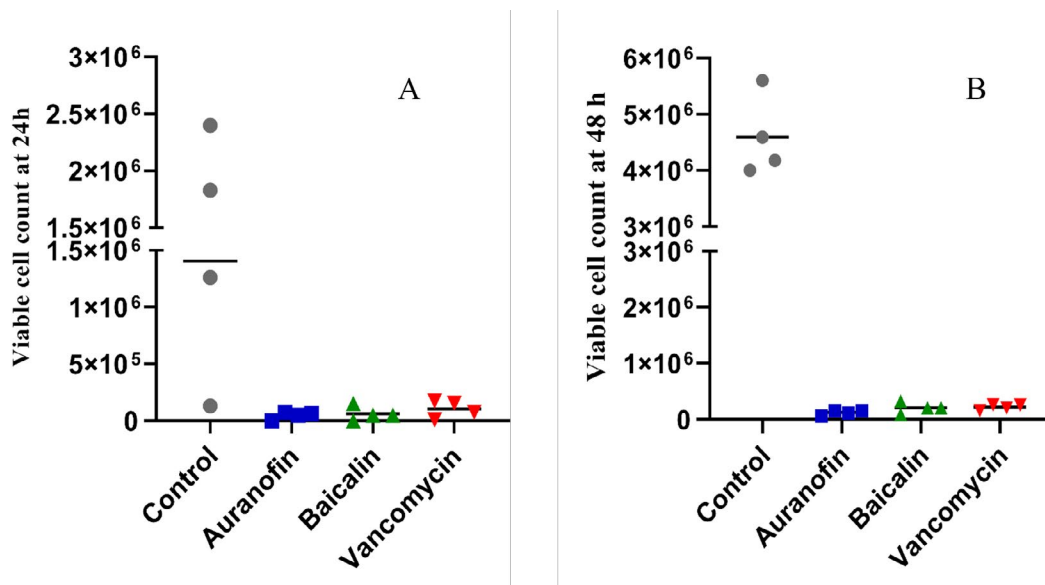 A
Viable cell count at 24h
3×10⁶
2.5×10⁶
2×10⁶
1.5×10⁶
1.5×10⁶
1×10⁶
5×10⁵
0
Control
Auranofin
Baicalin
Vancomycin
B
Viable cell count at 48 h
6×10⁶
5×10⁶
4×10⁶
3×10⁶
3×10⁶
2×10⁶
1×10⁶
0
Control
Auranofin
Baicalin
Vancomycin